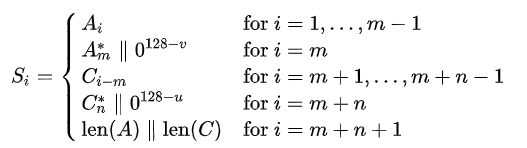 A_i for i = 1, . . . , m − 1
A*_m ∥ 0^{128−v} for i = m
S_i = { C_{i−m} for i = m + 1, . . . , m + n − 1
C*_n ∥ 0^{128−u} for i = m + n
len(A) ∥ len(C) for i = m + n + 1